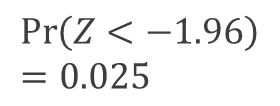 Pr(Z < −1.96)
= 0.025